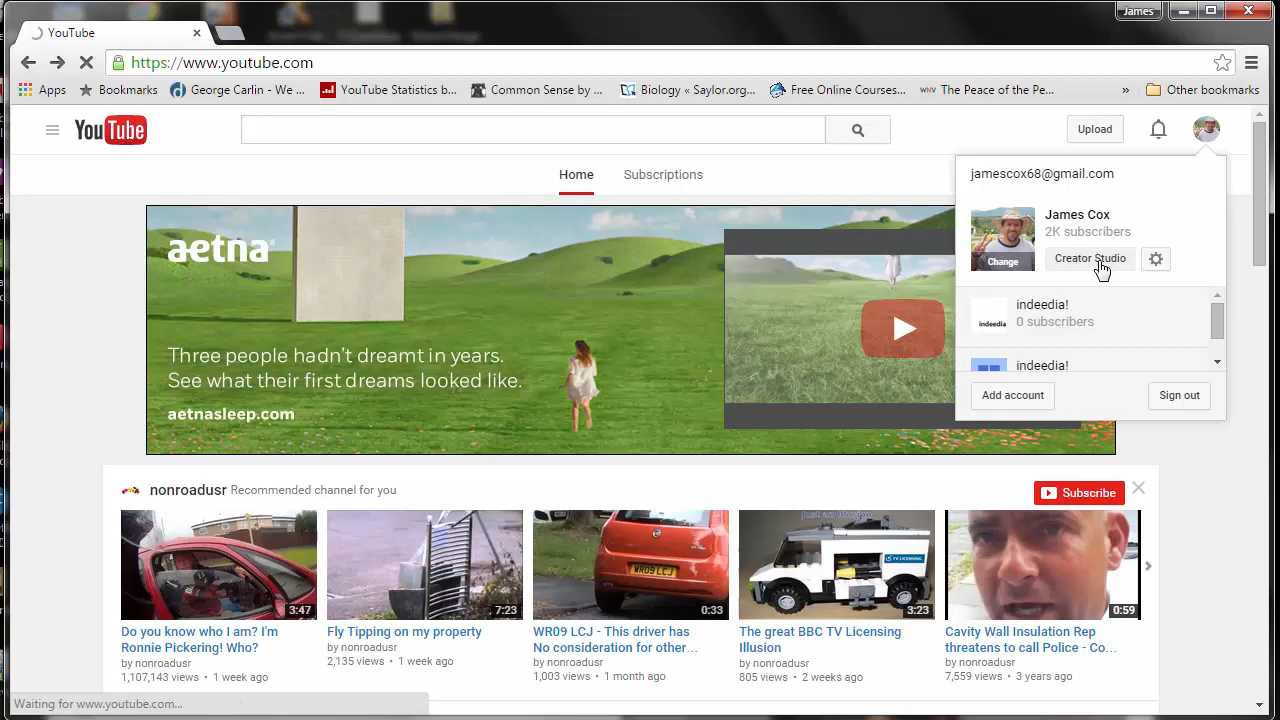 James
YouTube
https://www.youtube.com
Apps
Bookmarks
George Carlin - We ...
YouTube Statistics b...
Common Sense by ...
Biology « Saylor.org...
Free Online Courses...
WNV
The Peace of the Pe...
»
Other bookmarks
YouTube
Upload
Home
Subscriptions
jamescox68@gmail.com
James Cox
2K subscribers
Change
Creator Studio
indeedia!
0 subscribers
indeedia
indeedia!
Add account
Sign out
aetna
Three people hadn't dreamt in years.
See what their first dreams looked like.
aetnasleep.com
nonroadusr Recommended channel for you
Subscribe
3:47
7:23
WR09 LCJ
0:33
TV LICENSING
3:23
0:59
Do you know who I am? I'm
Ronnie Pickering! Who?
by nonroadusr
1,107,143 views • 1 week ago
Fly Tipping on my property
by nonroadusr
2,135 views • 1 week ago
WR09 LCJ - This driver has
No consideration for other...
by nonroadusr
1,003 views • 1 month ago
The great BBC TV Licensing
Illusion
by nonroadusr
805 views • 2 weeks ago
Cavity Wall Insulation Rep
threatens to call Police - Co...
by nonroadusr
7,559 views • 3 years ago
Waiting for www.youtube.com...